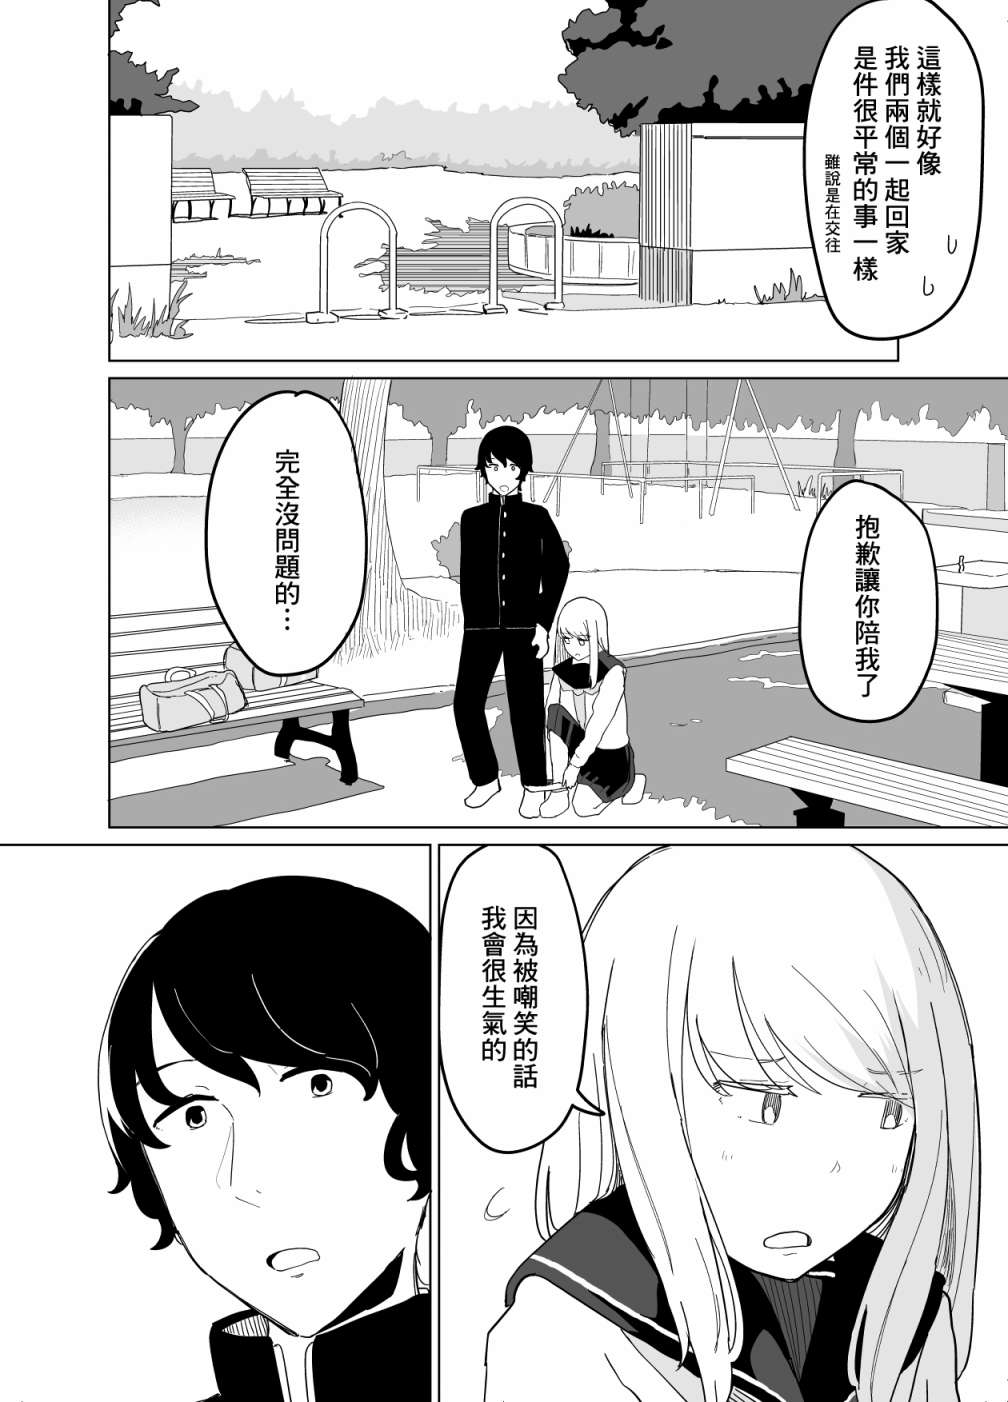 這樣就好像
我們兩個一起回家
是件很平常的事一樣
雖說是在交往
抱歉讓你陪我了
完全沒問題的…
因為被嘲笑的話
我會很生氣的